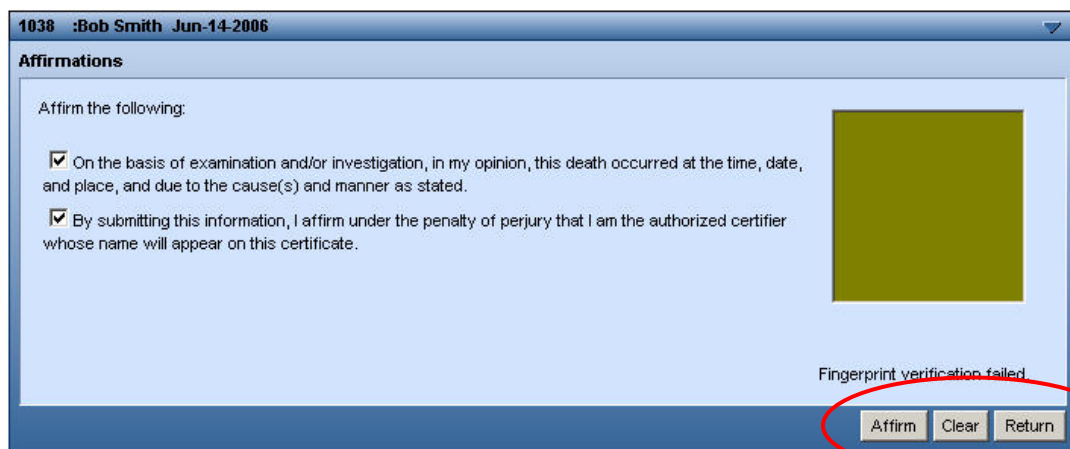 1038 :Bob Smith Jun-14-2006
Affirmations
Affirm the following:
On the basis of examination and/or investigation, in my opinion, this death occurred at the time, date,
and place, and due to the cause(s) and manner as stated.
By submitting this information, I affirm under the penalty of perjury that I am the authorized certifier
whose name will appear on this certificate.
Fingerprint verification failed.
Affirm Clear Return